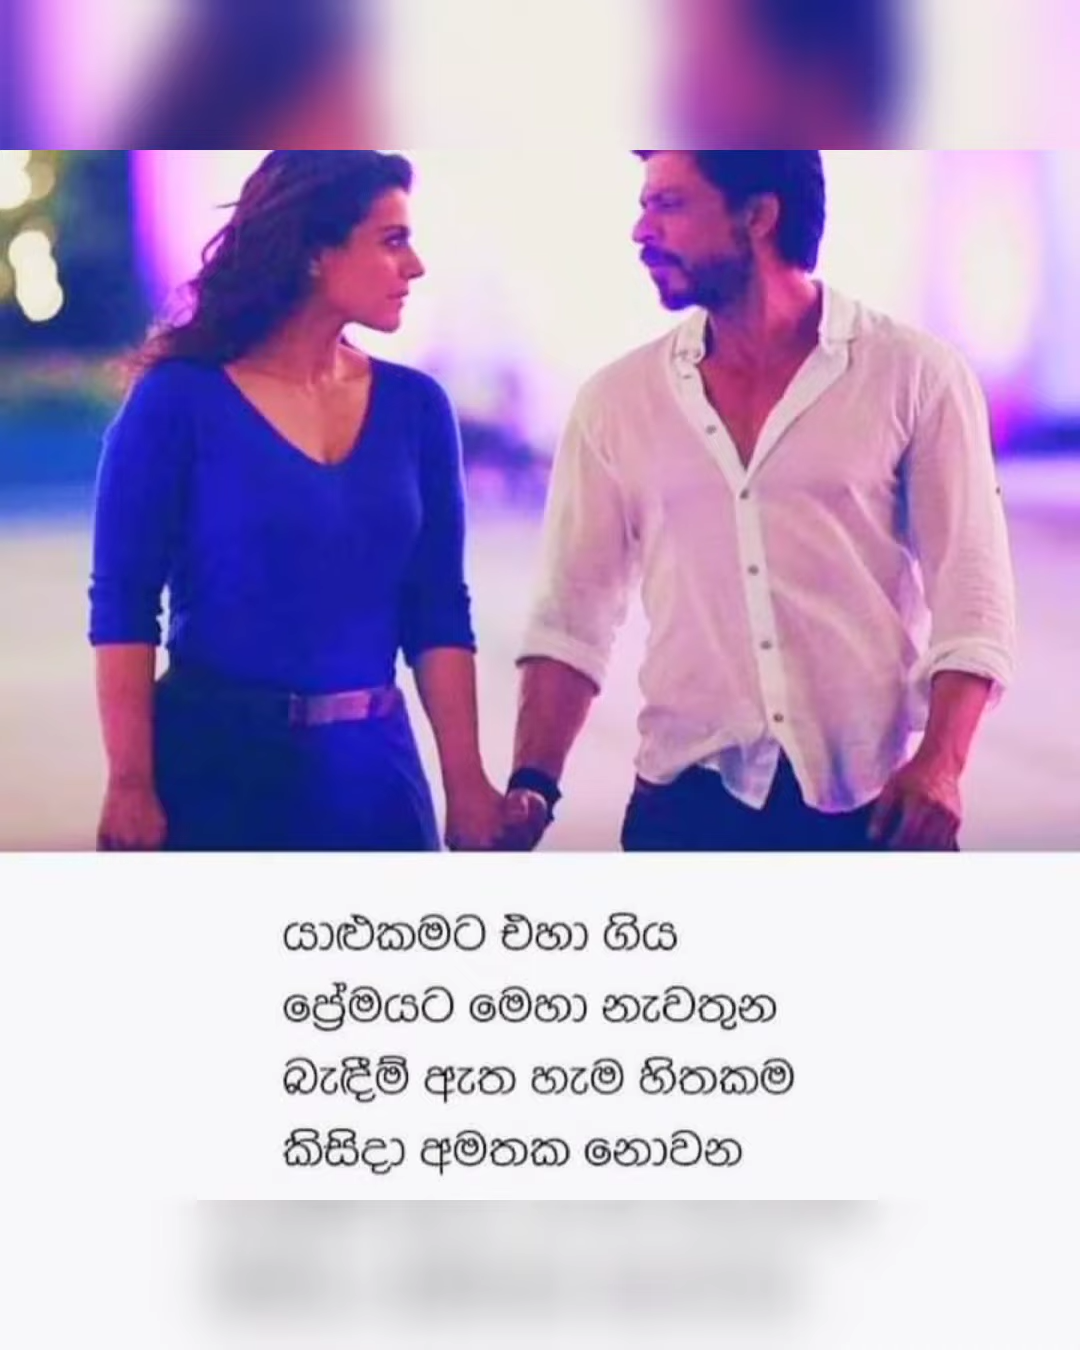 යාළුකමට එහා ගිය
ප්‍රේමයට මෙහා නැවතුන
බැඳීම් ඇත හැම හිතකම
කිසිදා අමතක නොවන